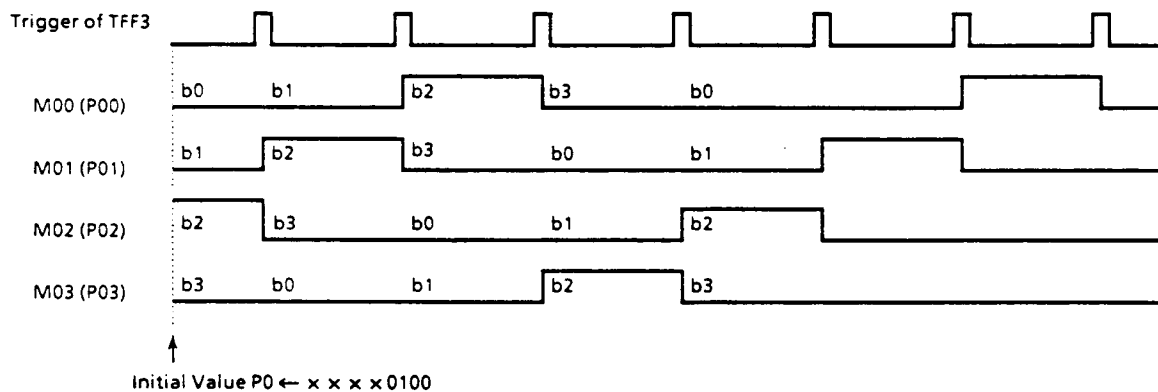 Trigger of TFF3
M00 (P00) b0 b1 b2 b3 b0
M01 (P01) b1 b2 b3 b0 b1
M02 (P02) b2 b3 b0 b1 b2
M03 (P03) b3 b0 b1 b2 b3
Initial Value P0 ← × × × × 0100